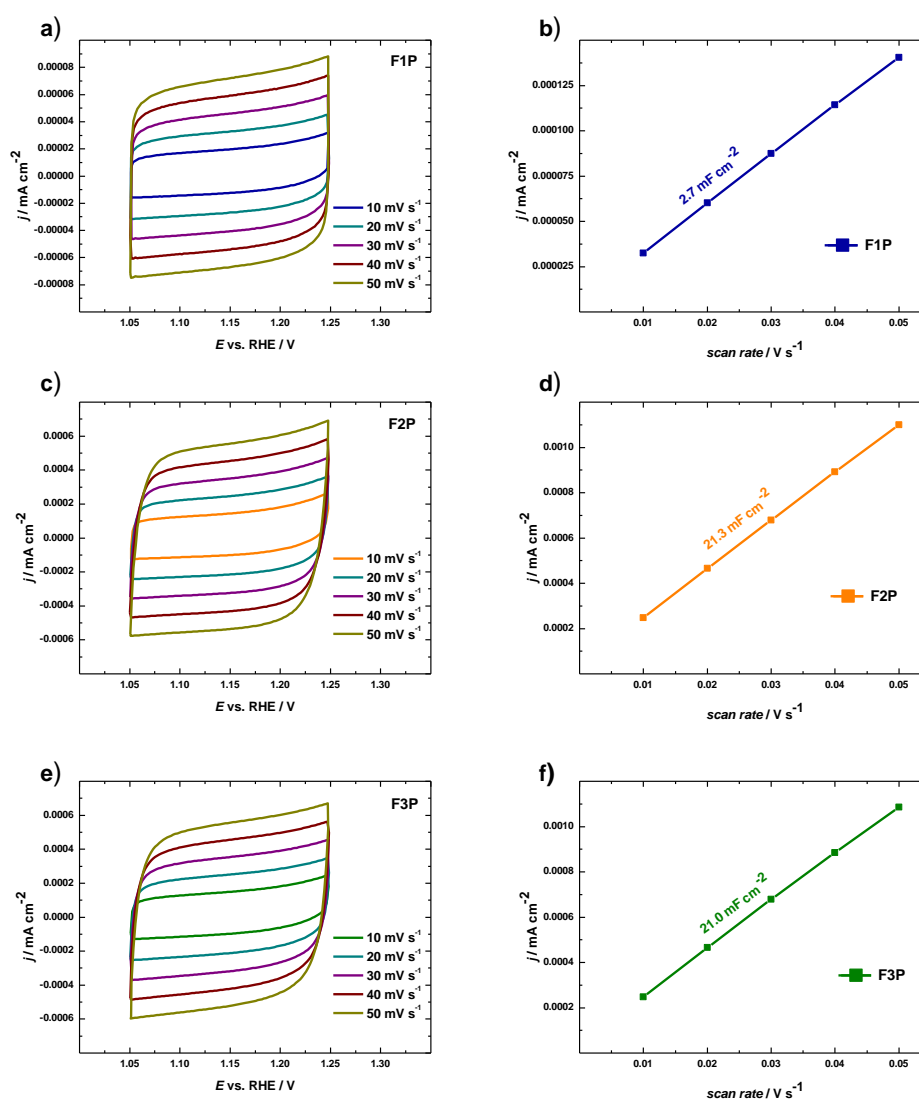 a)
F1P
0.00008
0.00006
0.00004
0.00002
0.00000
-0.00002
-0.00004
-0.00006
-0.00008
j / mA cm-2
10 mV s-1
20 mV s-1
30 mV s-1
40 mV s-1
50 mV s-1
1.05 1.10 1.15 1.20 1.25 1.30
E vs. RHE / V
b)
0.000125
0.000100
0.000075
0.000050
0.000025
j / mA cm-2
2.7 mF cm-2
F1P
0.01 0.02 0.03 0.04 0.05
scan rate / V s-1
c)
F2P
0.0006
0.0004
0.0002
0.0000
-0.0002
-0.0004
-0.0006
j / mA cm-2
10 mV s-1
20 mV s-1
30 mV s-1
40 mV s-1
50 mV s-1
1.05 1.10 1.15 1.20 1.25 1.30
E vs. RHE / V
d)
0.0010
0.0008
0.0006
0.0004
0.0002
j / mA cm-2
21.3 mF cm-2
F2P
0.01 0.02 0.03 0.04 0.05
scan rate / V s-1
e)
F3P
0.0006
0.0004
0.0002
0.0000
-0.0002
-0.0004
-0.0006
j / mA cm-2
10 mV s-1
20 mV s-1
30 mV s-1
40 mV s-1
50 mV s-1
1.05 1.10 1.15 1.20 1.25 1.30
E vs. RHE / V
f)
0.0010
0.0008
0.0006
0.0004
0.0002
j / mA cm-2
21.0 mF cm-2
F3P
0.01 0.02 0.03 0.04 0.05
scan rate / V s-1